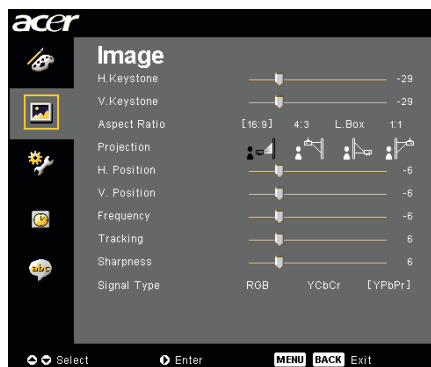 acer
Image
H.Keystone -29
V.Keystone -29
Aspect Ratio [16:9] 4:3 L.Box 1:1
Projection
H. Position -6
V. Position -6
Frequency -6
Tracking 6
Sharpness 6
Signal Type RGB YCbCr [YPbPr]
abc
Select Enter MENU BACK Exit